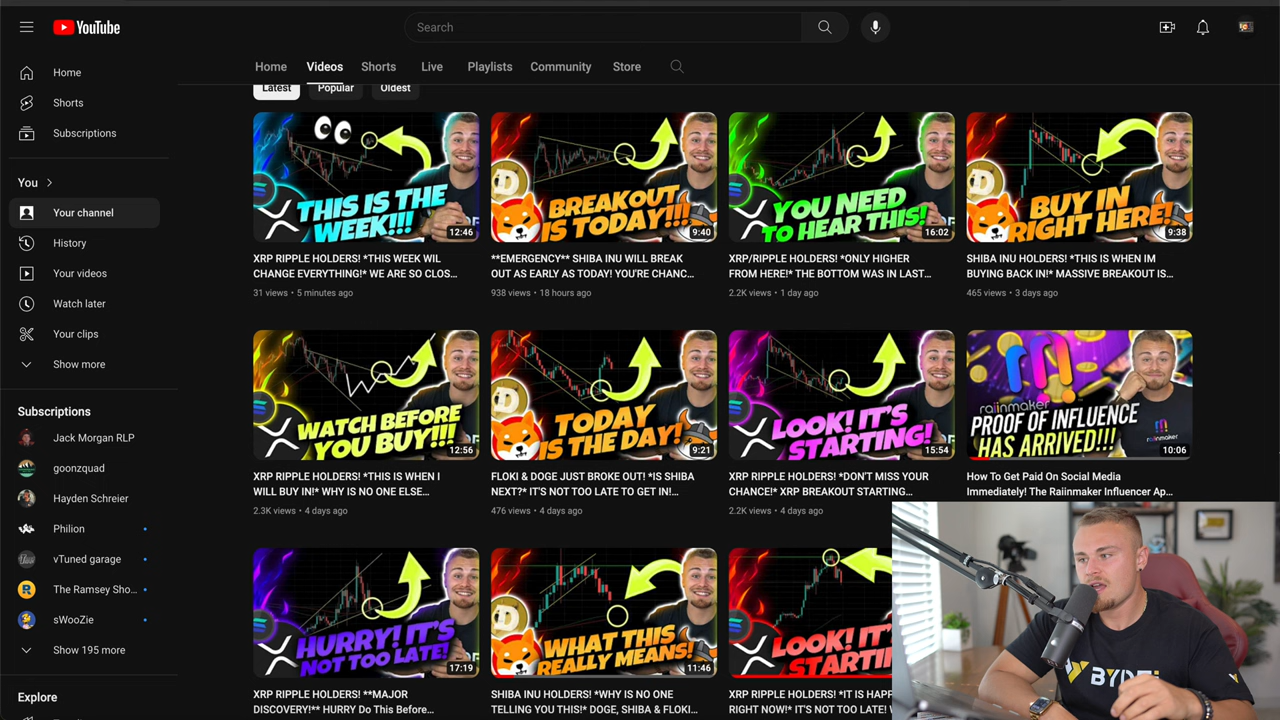 YouTube
Search
Home
Videos
Shorts
Live
Playlists
Community
Store
Latest
Popular
Oldest
Home
Shorts
Subscriptions
You
Your channel
History
Your videos
Watch later
Your clips
Show more
Subscriptions
Jack Morgan RLP
goonzquad
Hayden Schreier
Philion
vTuned garage
The Ramsey Sho...
sWooZie
Show 195 more
Explore
THIS IS THE
WEEK!!!
12:46
XRP RIPPLE HOLDERS! *THIS WEEK WIL
CHANGE EVERYTHING!* WE ARE SO CLOS...
31 views • 5 minutes ago
BREAKOUT
IS TODAY!!!
9:40
**EMERGENCY** SHIBA INU WILL BREAK
OUT AS EARLY AS TODAY! YOU'RE CHANC...
938 views • 18 hours ago
YOU NEED
TO HEAR THIS!
16:02
XRP/RIPPLE HOLDERS! *ONLY HIGHER
FROM HERE!* THE BOTTOM WAS IN LAST...
2.2K views • 1 day ago
BUY IN
RIGHT HERE!
9:38
SHIBA INU HOLDERS! *THIS IS WHEN IM
BUYING BACK IN!* MASSIVE BREAKOUT IS...
465 views • 3 days ago
WATCH BEFORE
YOU BUY!!!
12:56
XRP RIPPLE HOLDERS! *THIS IS WHEN I
WILL BUY IN!* WHY IS NO ONE ELSE...
2.3K views • 4 days ago
TODAY
IS THE DAY!
9:21
FLOKI & DOGE JUST BROKE OUT! *IS SHIBA
NEXT?* IT'S NOT TOO LATE TO GET IN!...
476 views • 4 days ago
LOOK! IT'S
STARTING!
15:54
XRP RIPPLE HOLDERS! *DON'T MISS YOUR
CHANCE!* XRP BREAKOUT STARTING...
2.2K views • 4 days ago
raiinmaker
PROOF OF INFLUENCE
HAS ARRIVED!!!
raiinmaker
10:06
How To Get Paid On Social Media
Immediately! The Raiinmaker Influencer Ap...
HURRY! IT'S
NOT TOO LATE!
17:19
XRP RIPPLE HOLDERS! **MAJOR
DISCOVERY!** HURRY Do This Before...
WHAT THIS
REALLY MEANS!
11:46
SHIBA INU HOLDERS! *WHY IS NO ONE
TELLING YOU THIS!* DOGE, SHIBA & FLOKI...
LOOK! IT'
STARTIN
XRP RIPPLE HOLDERS! *IT IS HAP
RIGHT NOW!* IT'S NOT TOO LATE!